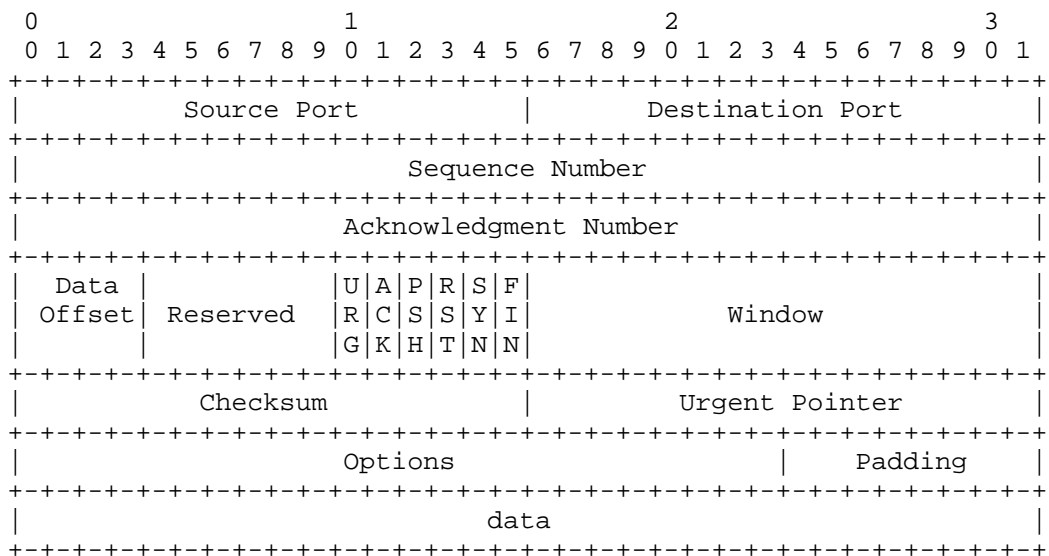 0                   1                   2                   3
0 1 2 3 4 5 6 7 8 9 0 1 2 3 4 5 6 7 8 9 0 1 2 3 4 5 6 7 8 9 0 1
+-+-+-+-+-+-+-+-+-+-+-+-+-+-+-+-+-+-+-+-+-+-+-+-+-+-+-+-+-+-+-+-+
|          Source Port          |       Destination Port        |
+-+-+-+-+-+-+-+-+-+-+-+-+-+-+-+-+-+-+-+-+-+-+-+-+-+-+-+-+-+-+-+-+
|                        Sequence Number                        |
+-+-+-+-+-+-+-+-+-+-+-+-+-+-+-+-+-+-+-+-+-+-+-+-+-+-+-+-+-+-+-+-+
|                    Acknowledgment Number                      |
+-+-+-+-+-+-+-+-+-+-+-+-+-+-+-+-+-+-+-+-+-+-+-+-+-+-+-+-+-+-+-+-+
|  Data |           |U|A|P|R|S|F|                               |
| Offset| Reserved  |R|C|S|S|Y|I|            Window             |
|       |           |G|K|H|T|N|N|                               |
+-+-+-+-+-+-+-+-+-+-+-+-+-+-+-+-+-+-+-+-+-+-+-+-+-+-+-+-+-+-+-+-+
|           Checksum            |         Urgent Pointer        |
+-+-+-+-+-+-+-+-+-+-+-+-+-+-+-+-+-+-+-+-+-+-+-+-+-+-+-+-+-+-+-+-+
|                    Options                    |    Padding    |
+-+-+-+-+-+-+-+-+-+-+-+-+-+-+-+-+-+-+-+-+-+-+-+-+-+-+-+-+-+-+-+-+
|                             data                              |
+-+-+-+-+-+-+-+-+-+-+-+-+-+-+-+-+-+-+-+-+-+-+-+-+-+-+-+-+-+-+-+-+